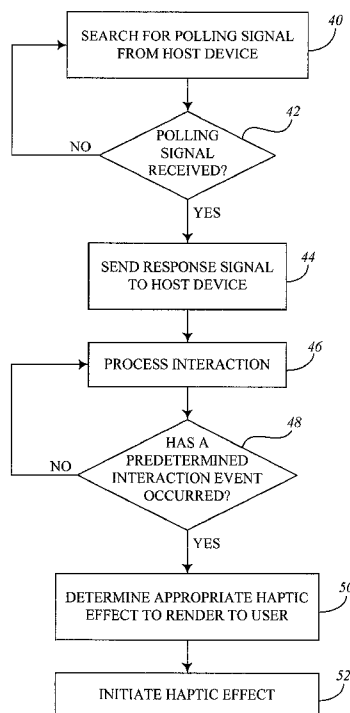 SEARCH FOR POLLING SIGNAL
FROM HOST DEVICE
40
POLLING
SIGNAL
RECEIVED?
42
NO
YES
SEND RESPONSE SIGNAL
TO HOST DEVICE
44
PROCESS INTERACTION
46
HAS A
PREDETERMINED
INTERACTION EVENT
OCCURRED?
48
NO
YES
DETERMINE APPROPRIATE HAPTIC
EFFECT TO RENDER TO USER
50
INITIATE HAPTIC EFFECT
52